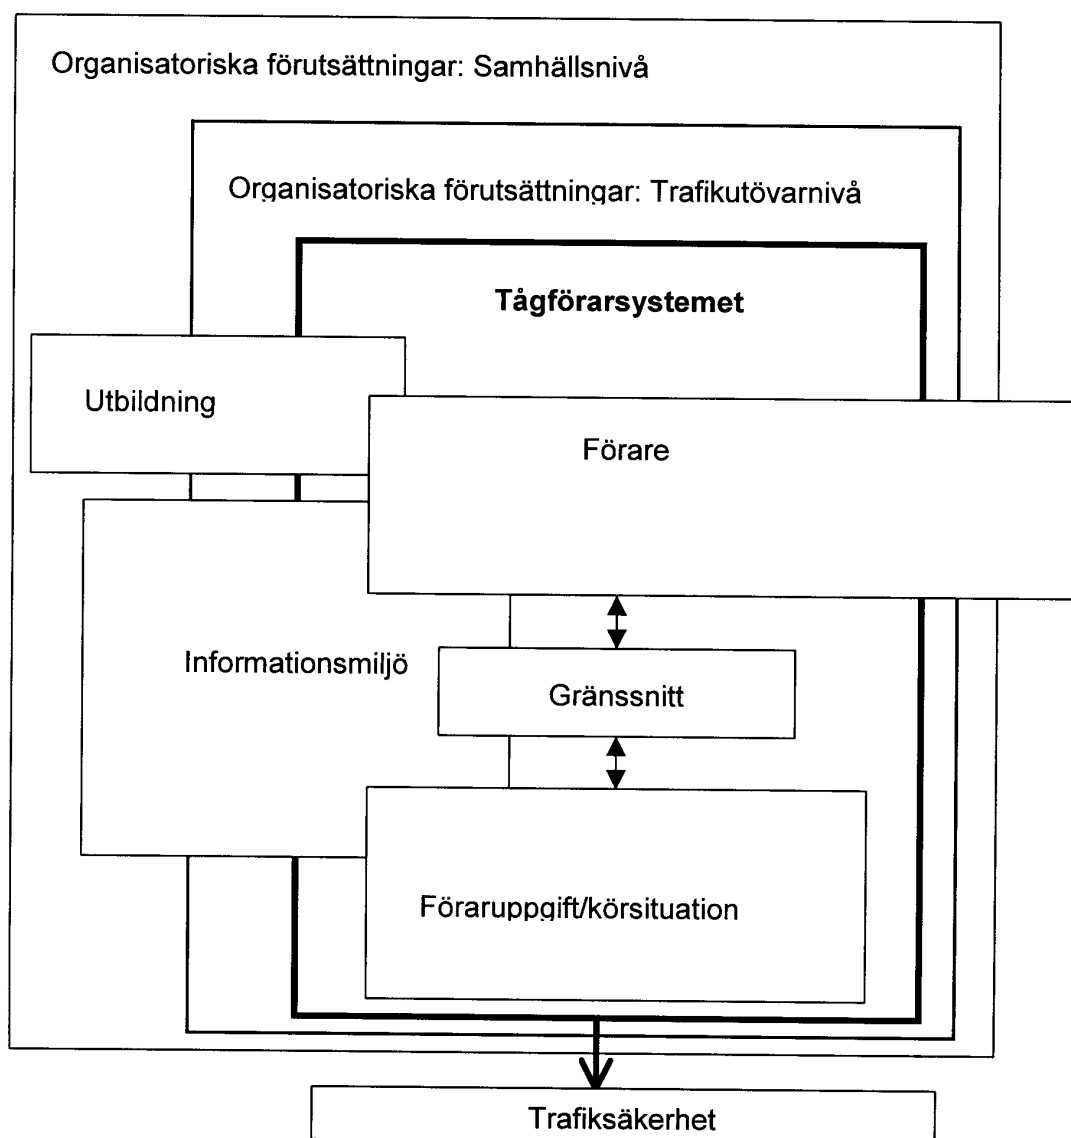 Organisatoriska förutsättningar: Samhällsnivå
Organisatoriska förutsättningar: Trafikutövarnivå
Tågförarsystemet
Utbildning
Förare
Informationsmiljö
Gränssnitt
Föraruppgift/körsituation
Trafiksäkerhet